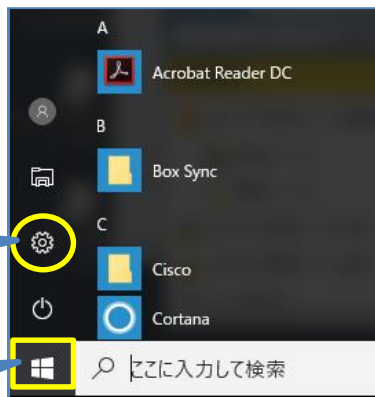 A
Acrobat Reader DC
B
Box Sync
C
Cisco
Cortana
ここに入力して検索